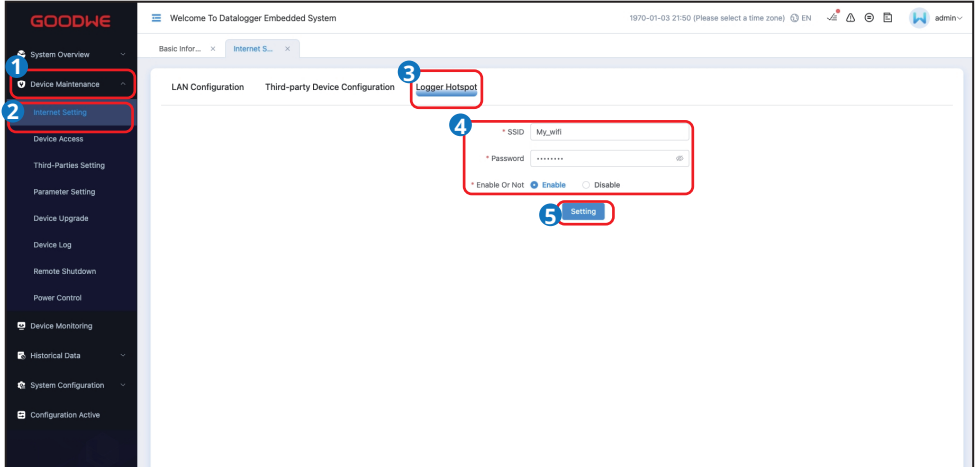 GOODWE
Welcome To Datalogger Embedded System
1970-01-03 21:50 (Please select a time zone) EN
admin
Basic Infor... ×
Internet S... ×
1
System Overview
Device Maintenance
2
Internet Setting
Device Access
Third-Parties Setting
Parameter Setting
Device Upgrade
Device Log
Remote Shutdown
Power Control
Device Monitoring
Historical Data
System Configuration
Configuration Active
3
LAN Configuration
Third-party Device Configuration
Logger Hotspot
4
* SSID My_wifi
* Password ········
* Enable Or Not Enable Disable
5
Setting